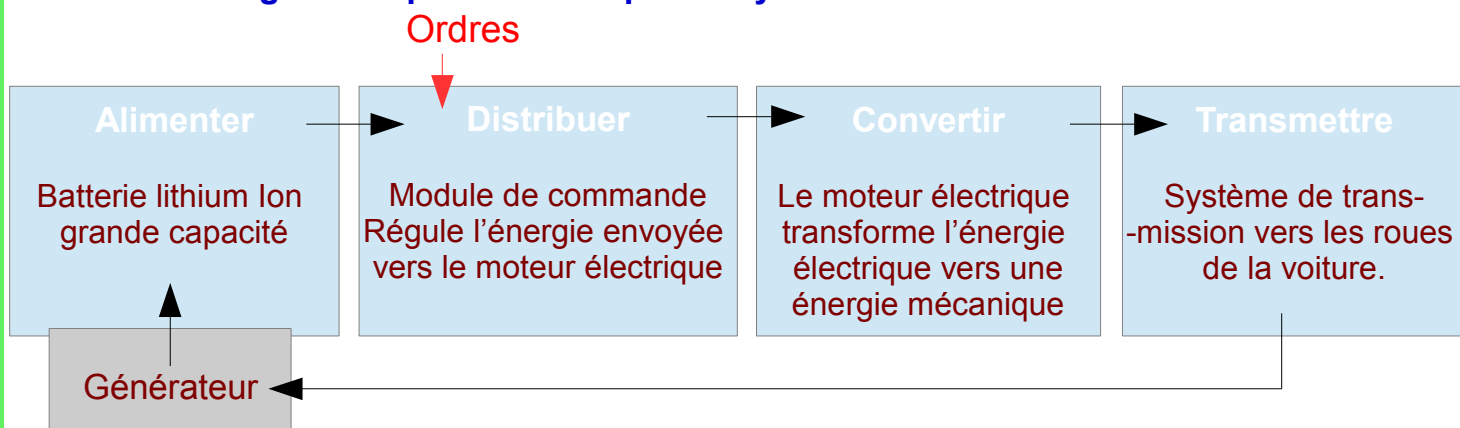 Ordres
Alimenter
Distribuer
Convertir
Transmettre
Batterie lithium Ion
grande capacité
Module de commande
Régule l’énergie envoyée
vers le moteur électrique
Le moteur électrique
transforme l’énergie
électrique vers une
énergie mécanique
Système de trans-
-mission vers les roues
de la voiture.
Générateur